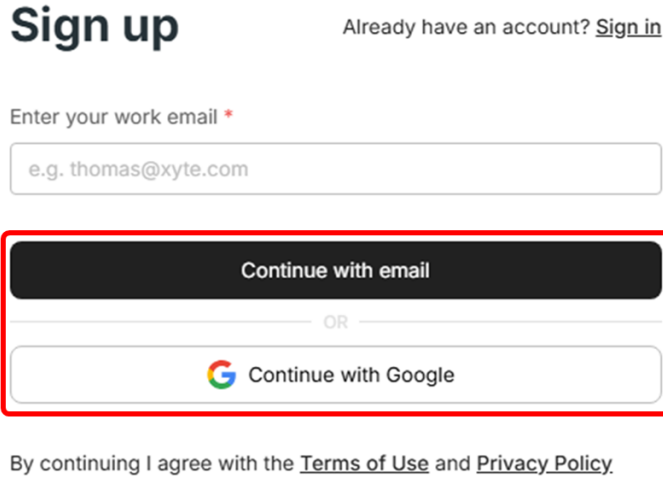 Sign up
Already have an account? Sign in
Enter your work email *
e.g. thomas@xyte.com
Continue with email
OR
Continue with Google
By continuing I agree with the Terms of Use and Privacy Policy